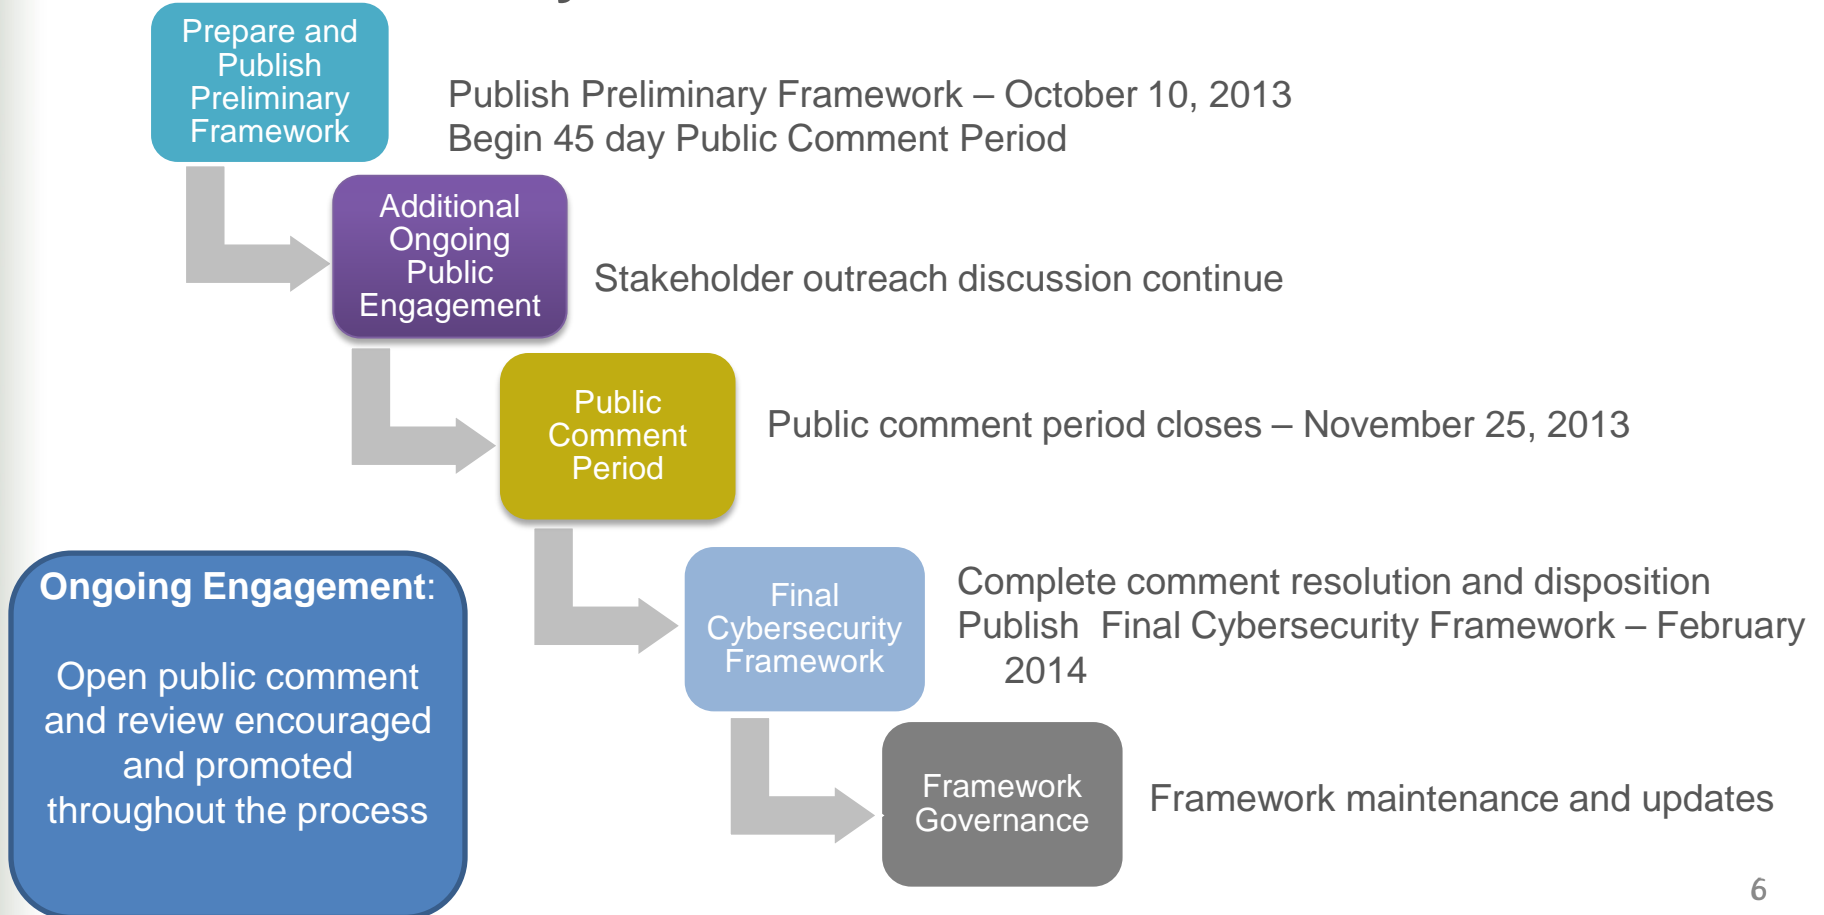 Prepare and
Publish
Preliminary
Framework
Publish Preliminary Framework – October 10, 2013
Begin 45 day Public Comment Period
Additional
Ongoing
Public
Engagement
Stakeholder outreach discussion continue
Public
Comment
Period
Public comment period closes – November 25, 2013
Final
Cybersecurity
Framework
Complete comment resolution and disposition
Publish  Final Cybersecurity Framework – February
2014
Framework
Governance
Framework maintenance and updates
Ongoing Engagement:
Open public comment
and review encouraged
and promoted
throughout the process
6